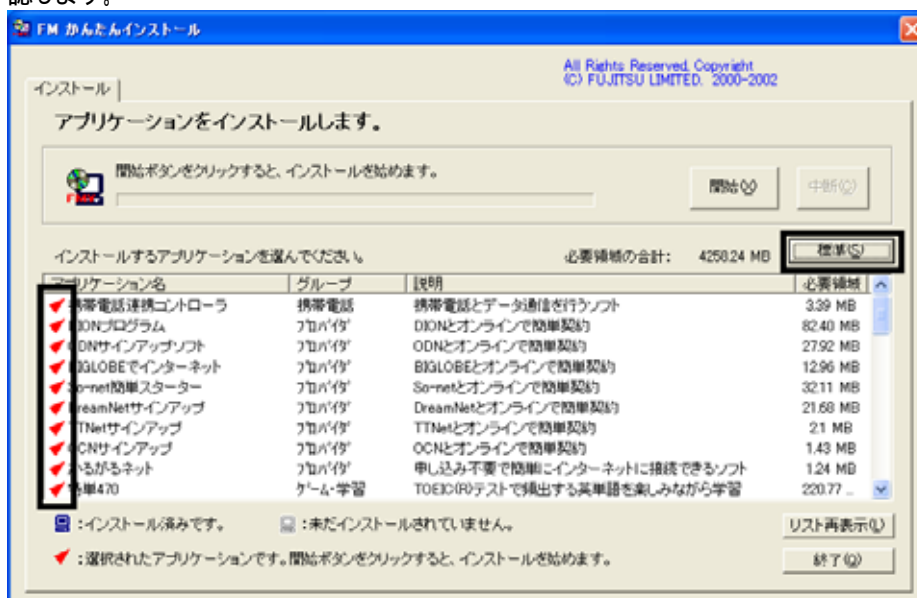 認します。
FM かんたんインストール
All Rights Reserved, Copyright
(C) FUJITSU LIMITED. 2000-2002
インストール
アプリケーションをインストールします。
開始ボタンをクリックすると、インストールを始めます。
開始(X) 中断(C)
インストールするアプリケーションを選んでください。 必要領域の合計: 4258.24 MB 標準(S)
アプリケーション名 グループ 説明 必要領域
携帯電話連携コントローラ 携帯電話 携帯電話とデータ通信を行うソフト 3.39 MB
DIONプログラム プロバイダ DIONとオンラインで簡単契約 82.40 MB
ODNサインアップソフト プロバイダ ODNとオンラインで簡単契約 27.92 MB
BIGLOBEでインターネット プロバイダ BIGLOBEとオンラインで簡単契約 12.96 MB
So-net簡単スターター プロバイダ So-netとオンラインで簡単契約 32.11 MB
DreamNetサインアップ プロバイダ DreamNetとオンラインで簡単契約 21.68 MB
TTNetサインアップ プロバイダ TTNetとオンラインで簡単契約 2.1 MB
OCNサインアップ プロバイダ OCNとオンラインで簡単契約 1.43 MB
かるがるネット プロバイダ 申し込み不要で簡単にインターネットに接続できるソフト 1.24 MB
単470 ゲーム・学習 TOEIC(R)テストで頻出する英単語を楽しみながら学習 220.77 ...
:インストール済みです。 :未だインストールされていません。 リスト再表示(L)
:選択されたアプリケーションです。開始ボタンをクリックすると、インストールを始めます。 終了(Q)